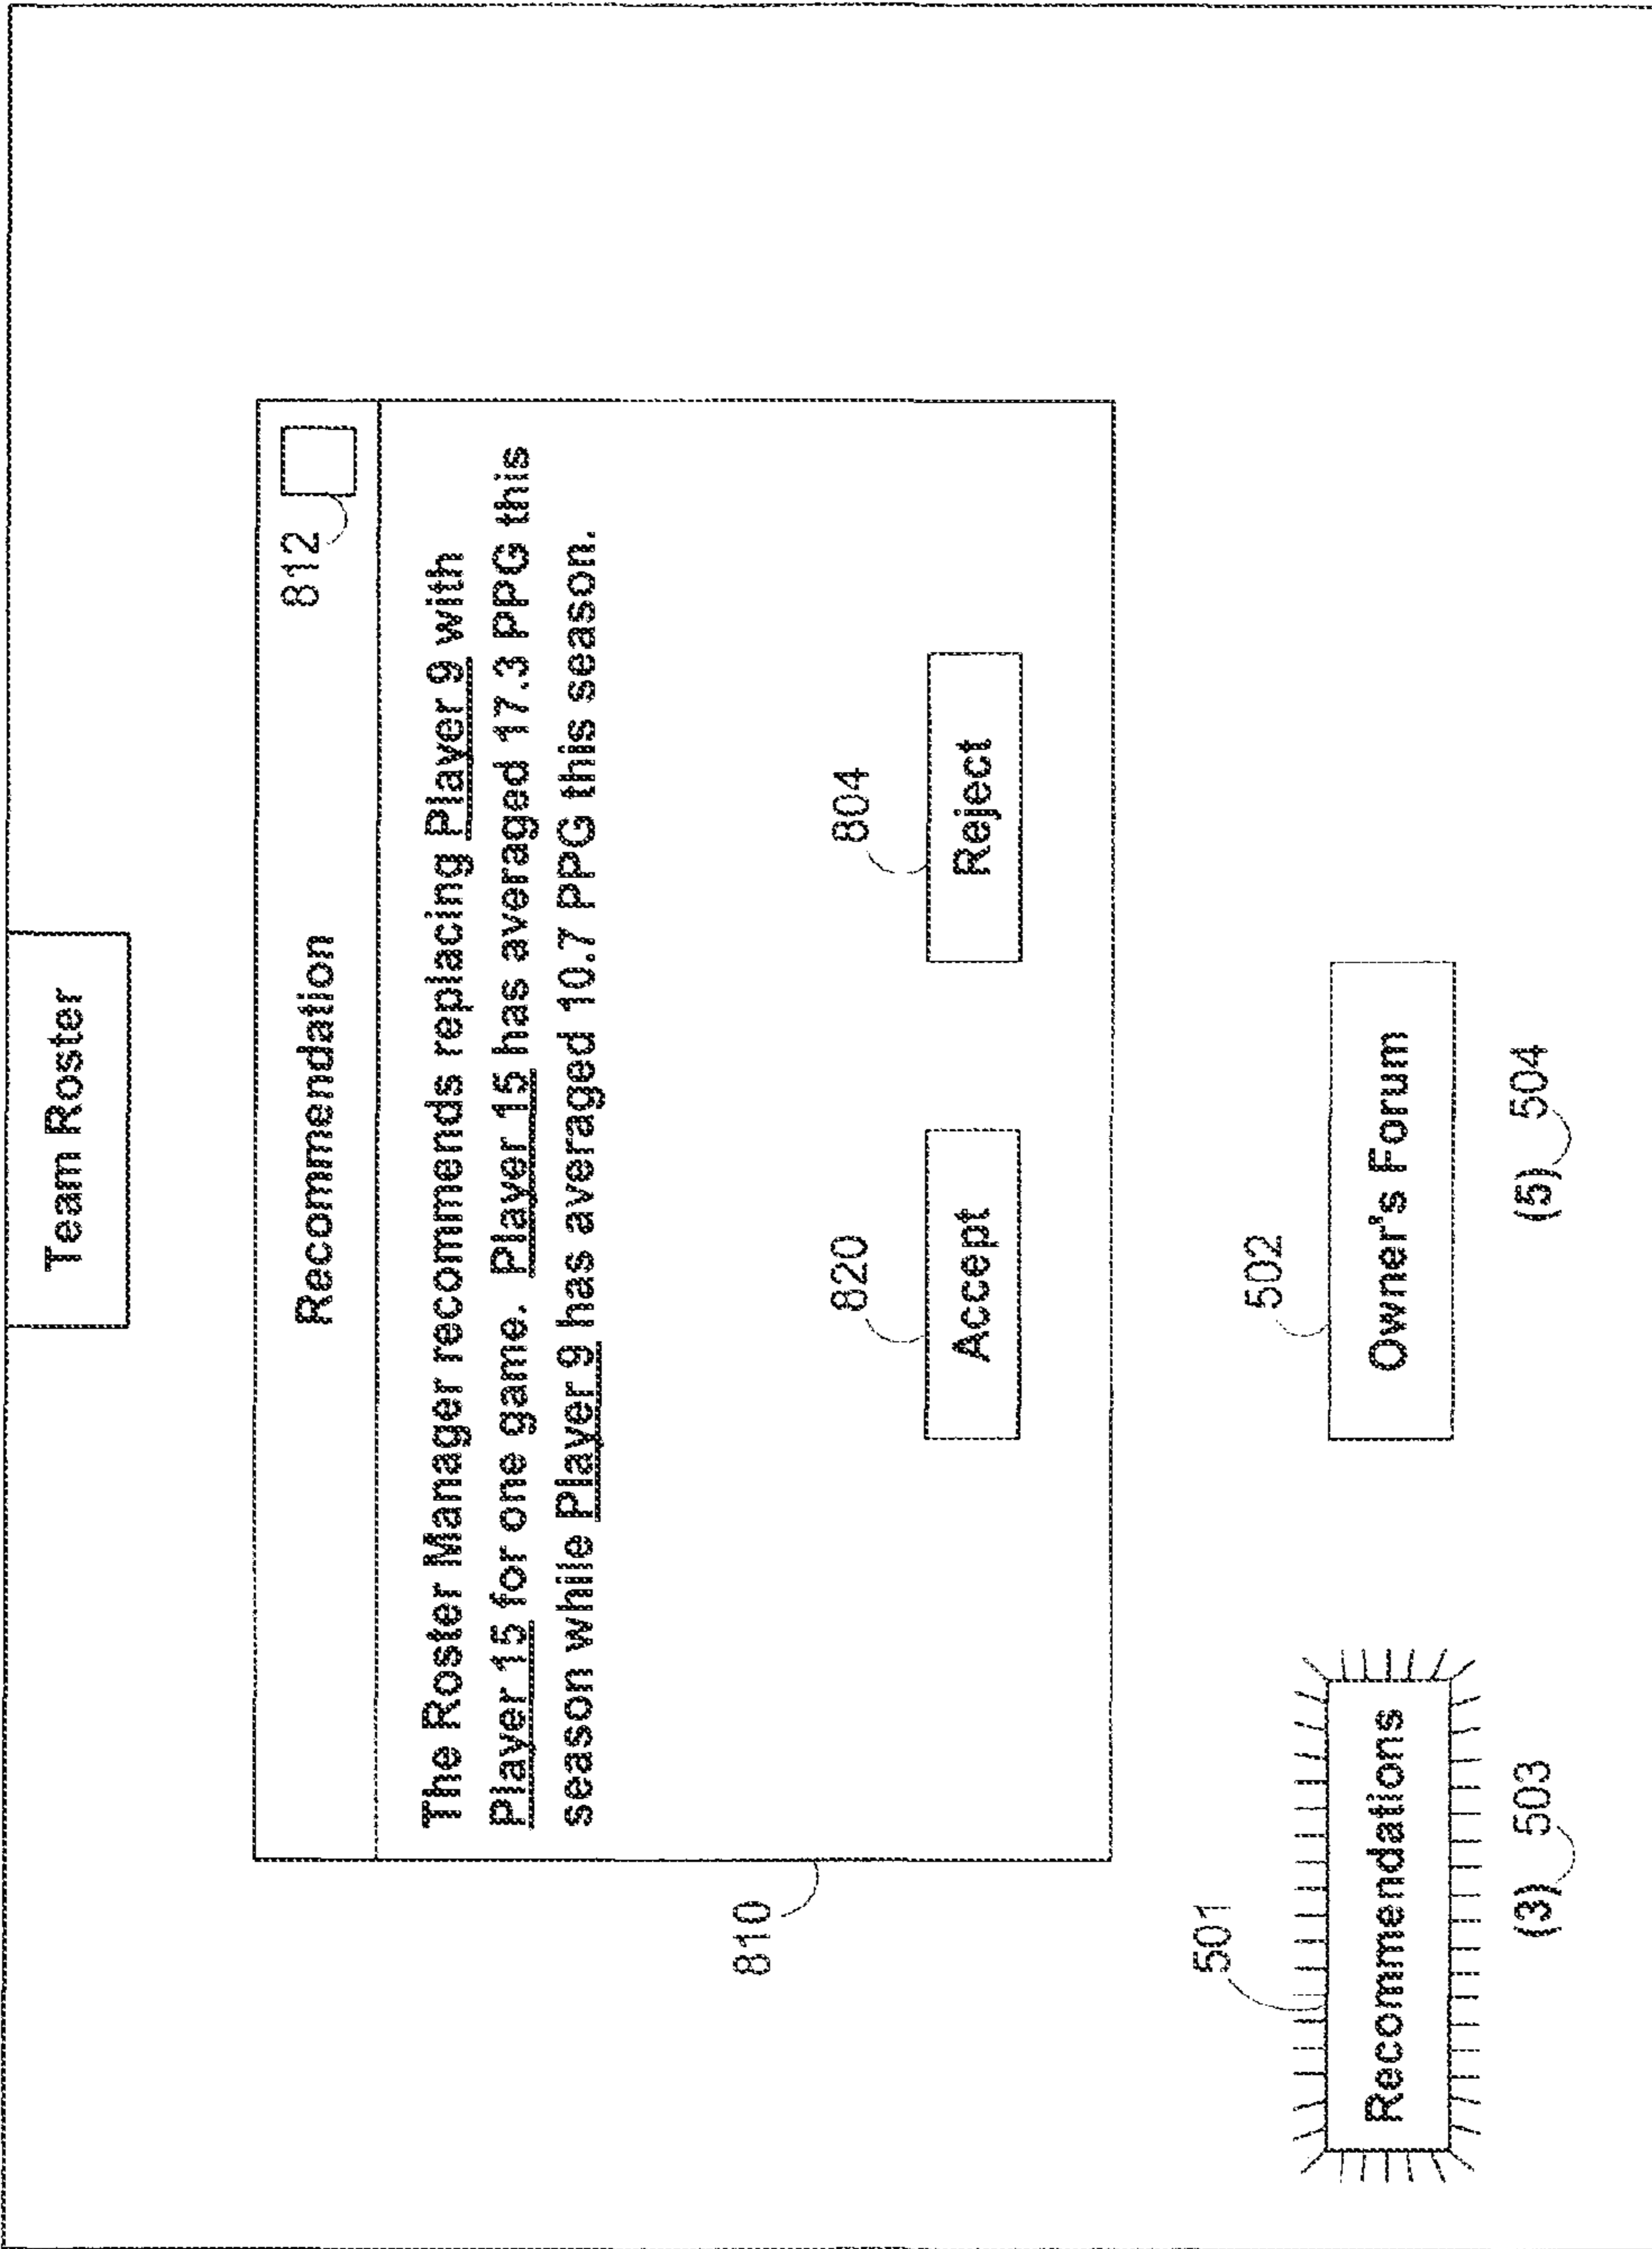 Team Roster
Recommendation
812
The Roster Manager recommends replacing Player 9 with
Player 15 for one game. Player 15 has averaged 17.3 PPG this
season while Player 9 has averaged 10.7 PPG this season.
810
820
804
Accept
Reject
501
502
Recommendations
Owner's Forum
(3) 503
(5) 504